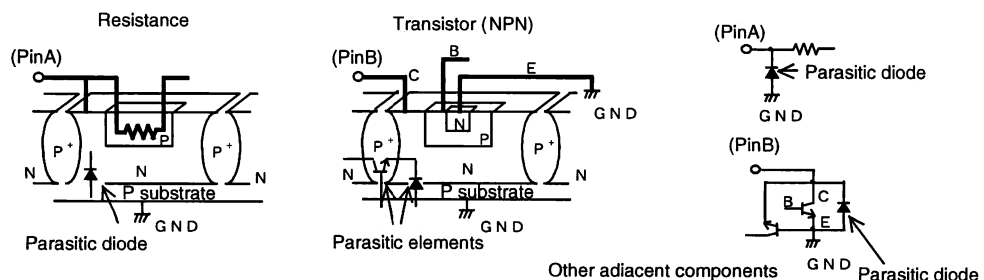 Resistance
(PinA)
P
P+
P+
N
N
N
P substrate
GND
Parasitic diode
Transistor (NPN)
(PinB)
C
B
E
GND
N
P
P+
P+
N
N
N
P substrate
GND
Parasitic elements
(PinA)
Parasitic diode
GND
(PinB)
C
B
E
GND
Parasitic diode
Other adjacent components